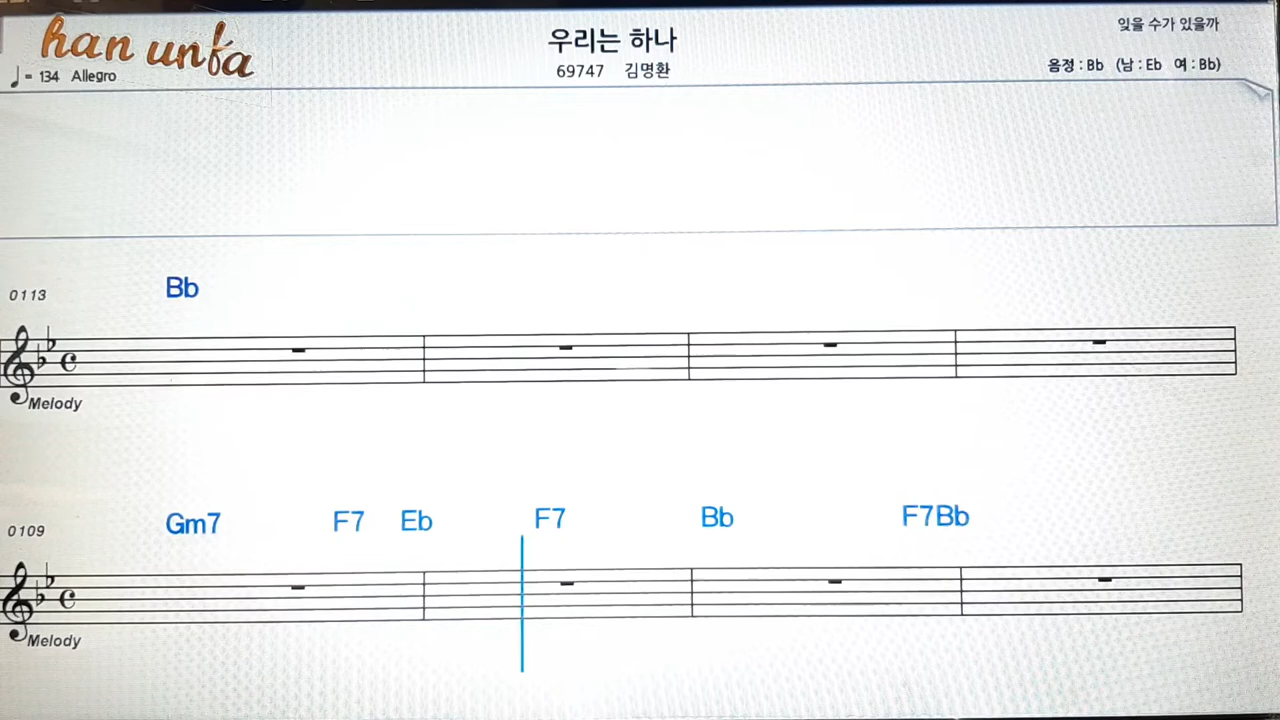 han unfa
우리는 하나
잊을 수가 있을까
♩= 134 Allegro
69747 김명환
음정 : Bb (남 : Eb 여 : Bb)
0113
Bb
Melody
0109
Gm7 F7 Eb F7 Bb F7Bb
Melody